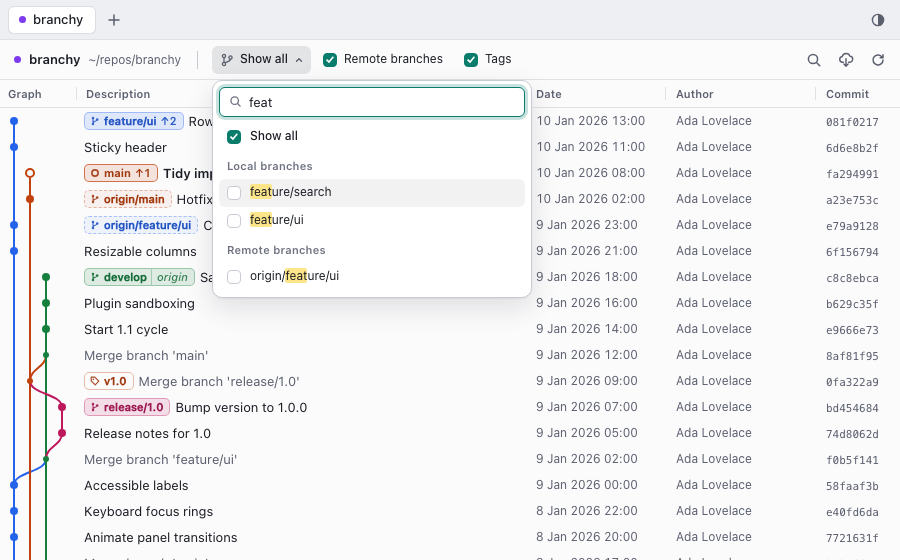 branchy
branchy ~/repos/branchy Show all Remote branches Tags
Graph Description Date Author Commit
feat
Show all
Local branches
feature/search
feature/ui
Remote branches
origin/feature/ui
feature/ui ↑2 10 Jan 2026 13:00 Ada Lovelace 081f0217
Sticky header 10 Jan 2026 11:00 Ada Lovelace 6d6e8b2f
main ↑1 Tidy 10 Jan 2026 08:00 Ada Lovelace fa294991
origin/main Hotfix 10 Jan 2026 02:00 Ada Lovelace a23e753c
origin/feature/ui 9 Jan 2026 23:00 Ada Lovelace e79a9128
Resizable columns 9 Jan 2026 21:00 Ada Lovelace 6f156794
develop origin 9 Jan 2026 18:00 Ada Lovelace c8c8ebca
Plugin sandboxing 9 Jan 2026 16:00 Ada Lovelace b629c35f
Start 1.1 cycle 9 Jan 2026 14:00 Ada Lovelace e9666e73
Merge branch 'main' 9 Jan 2026 12:00 Ada Lovelace 8af81f95
v1.0 Merge branch 'release/1.0' 9 Jan 2026 09:00 Ada Lovelace 0fa322a9
release/1.0 Bump version to 1.0.0 9 Jan 2026 07:00 Ada Lovelace bd454684
Release notes for 1.0 9 Jan 2026 05:00 Ada Lovelace 74d8062d
Merge branch 'feature/ui' 9 Jan 2026 02:00 Ada Lovelace f0b5f141
Accessible labels 9 Jan 2026 00:00 Ada Lovelace 58faaf3b
Keyboard focus rings 8 Jan 2026 22:00 Ada Lovelace e40fd6da
Animate panel transitions 8 Jan 2026 20:00 Ada Lovelace 7721631f